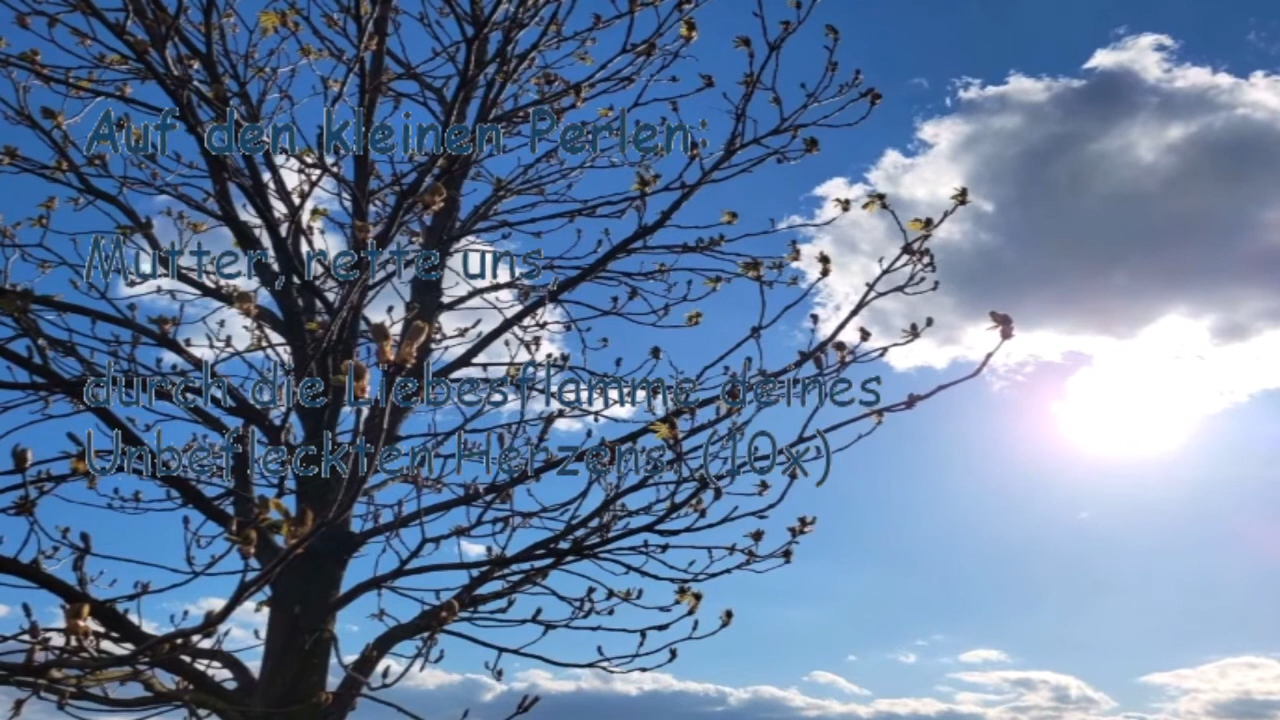 Auf den kleinen Perlen:
Mutter, rette uns,
durch die Liebesflamme deines
Unbefleckten Herzens. (10x)